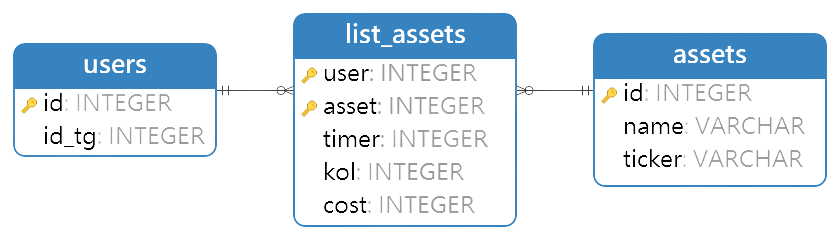 users
id: INTEGER
id_tg: INTEGER
list_assets
user: INTEGER
asset: INTEGER
timer: INTEGER
kol: INTEGER
cost: INTEGER
assets
id: INTEGER
name: VARCHAR
ticker: VARCHAR